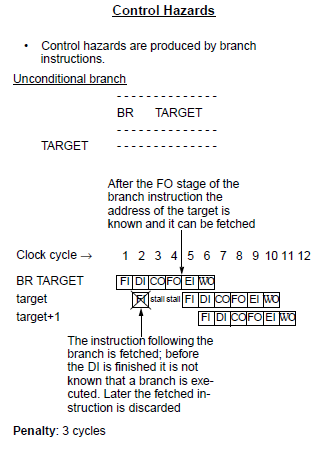 Control Hazards
• Control hazards are produced by branch
instructions.
Unconditional branch
- - - - - - - - - - - - - -
BR TARGET
- - - - - - - - - - - - - -
TARGET - - - - - - - - - - - - - -
After the FO stage of the
branch instruction the
address of the target is
known and it can be fetched
Clock cycle → 1 2 3 4 5 6 7 8 9 10 11 12
BR TARGET FI DI CO FO EI WO
target FI stall stall FI DI CO FO EI WO
target+1 FI DI CO FO EI WO
The instruction following the
branch is fetched; before
the DI is finished it is not
known that a branch is exe-
cuted. Later the fetched in-
struction is discarded
Penalty: 3 cycles